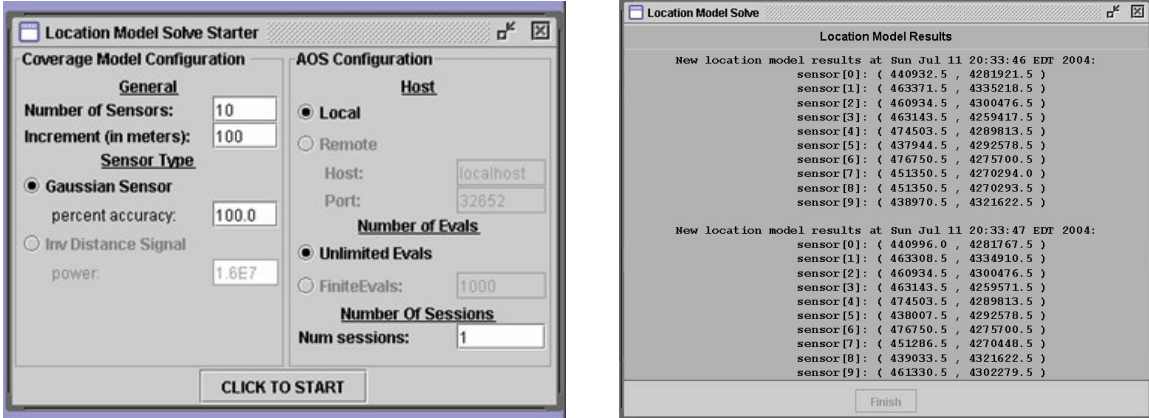 Location Model Solve Starter
Coverage Model Configuration
General
Number of Sensors: 10
Increment (in meters): 100
Sensor Type
Gaussian Sensor
percent accuracy: 100.0
Inv Distance Signal
power: 1.6E7
AOS Configuration
Host
Local
Remote
Host: localhost
Port: 32652
Number of Evals
Unlimited Evals
FiniteEvals: 1000
Number Of Sessions
Num sessions: 1
CLICK TO START
Location Model Solve
Location Model Results
New location model results at Sun Jul 11 20:33:46 EDT 2004:
sensor[0]: ( 440932.5 , 4281921.5 )
sensor[1]: ( 463371.5 , 4335218.5 )
sensor[2]: ( 460934.5 , 4300476.5 )
sensor[3]: ( 463143.5 , 4259417.5 )
sensor[4]: ( 474503.5 , 4289813.5 )
sensor[5]: ( 437944.5 , 4292578.5 )
sensor[6]: ( 476750.5 , 4275700.5 )
sensor[7]: ( 451350.5 , 4270294.0 )
sensor[8]: ( 451350.5 , 4270293.5 )
sensor[9]: ( 438970.5 , 4321622.5 )
New location model results at Sun Jul 11 20:33:47 EDT 2004:
sensor[0]: ( 440996.0 , 4281767.5 )
sensor[1]: ( 463308.5 , 4334910.5 )
sensor[2]: ( 460934.5 , 4300476.5 )
sensor[3]: ( 463143.5 , 4259571.5 )
sensor[4]: ( 474503.5 , 4289813.5 )
sensor[5]: ( 438007.5 , 4292578.5 )
sensor[6]: ( 476750.5 , 4275700.5 )
sensor[7]: ( 451286.5 , 4270448.5 )
sensor[8]: ( 439033.5 , 4321622.5 )
sensor[9]: ( 461330.5 , 4302279.5 )
Finish